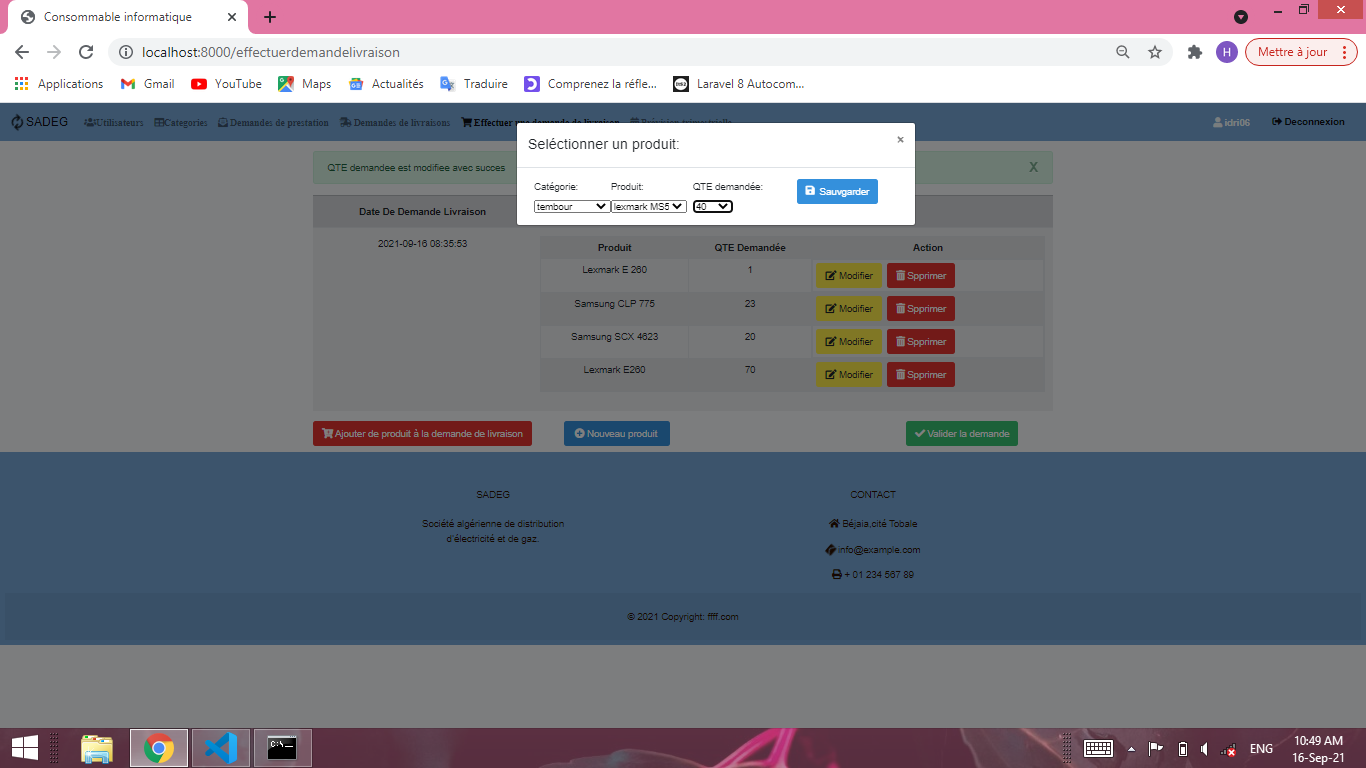 Consommable informatique
localhost:8000/effectuerdemandelivraison
Mettre à jour
Applications Gmail YouTube Maps Actualités Traduire Comprenez la réfle... Laravel 8 Autocom...
SADEG Utilisateurs Categories Demandes de prestation Demandes de livraisons Effectuer une demande de livraison Prévision trimestrielle idri06 Deconnexion
Seléctionner un produit: ×
QTE demandee est modifiee avec succes X
Catégorie: Produit: QTE demandée:
tembour lexmark MS5 40 Sauvgarder
Date De Demande Livraison
2021-09-16 08:35:53
Produit QTE Demandée Action
Lexmark E 260 1 Modifier Spprimer
Samsung CLP 775 23 Modifier Spprimer
Samsung SCX 4623 20 Modifier Spprimer
Lexmark E260 70 Modifier Spprimer
Ajouter de produit à la demande de livraison Nouveau produit Valider la demande
SADEG
Société algérienne de distribution
d'électricité et de gaz.
CONTACT
Béjaia,cité Tobale
info@example.com
+ 01 234 567 89
© 2021 Copyright: ffff.com
H
C:\.
ENG
10:49 AM
16-Sep-21